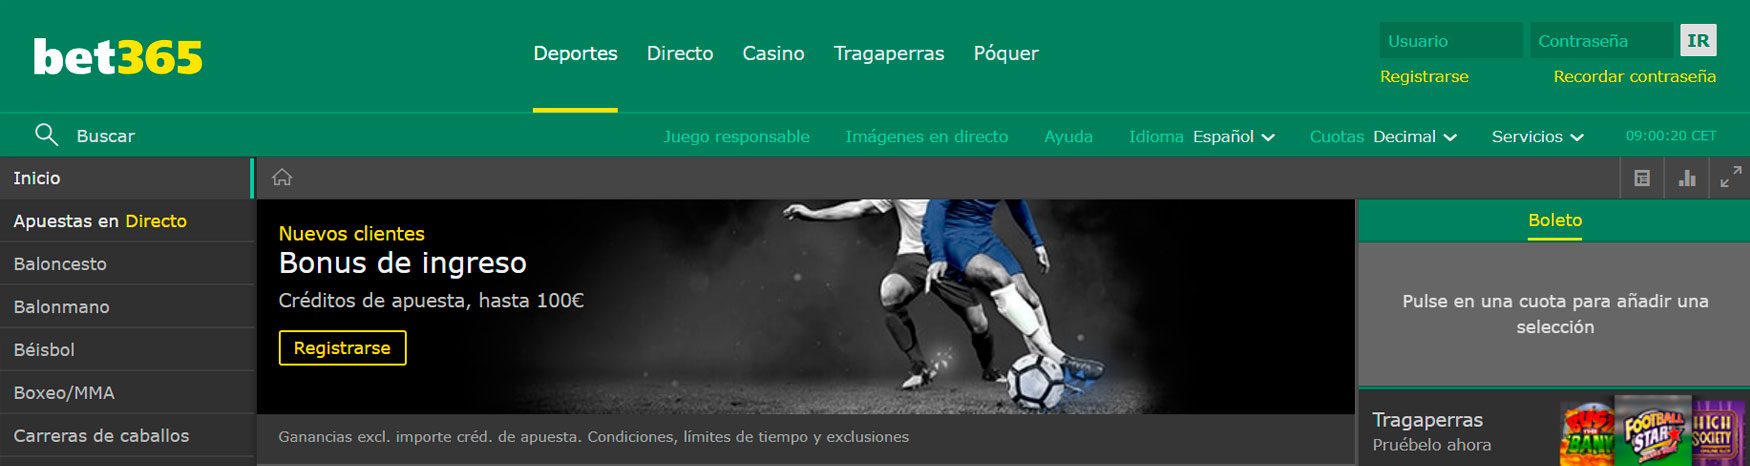 bet365
Deportes Directo Casino Tragaperras Póquer
Usuario Contraseña IR
Registrarse Recordar contraseña
Buscar
Juego responsable Imágenes en directo Ayuda Idioma Español Cuotas Decimal Servicios 09:00:20 CET
Inicio
Apuestas en Directo
Baloncesto
Balonmano
Béisbol
Boxeo/MMA
Carreras de caballos
Nuevos clientes
Bonus de ingreso
Créditos de apuesta, hasta 100€
Registrarse
Ganancias excl. importe créd. de apuesta. Condiciones, límites de tiempo y exclusiones
Boleto
Pulse en una cuota para añadir una
selección
Tragaperras
Pruébelo ahora
BUST
THE
BANK
FOOTBALL
STAR
HIGH
SOCIETY